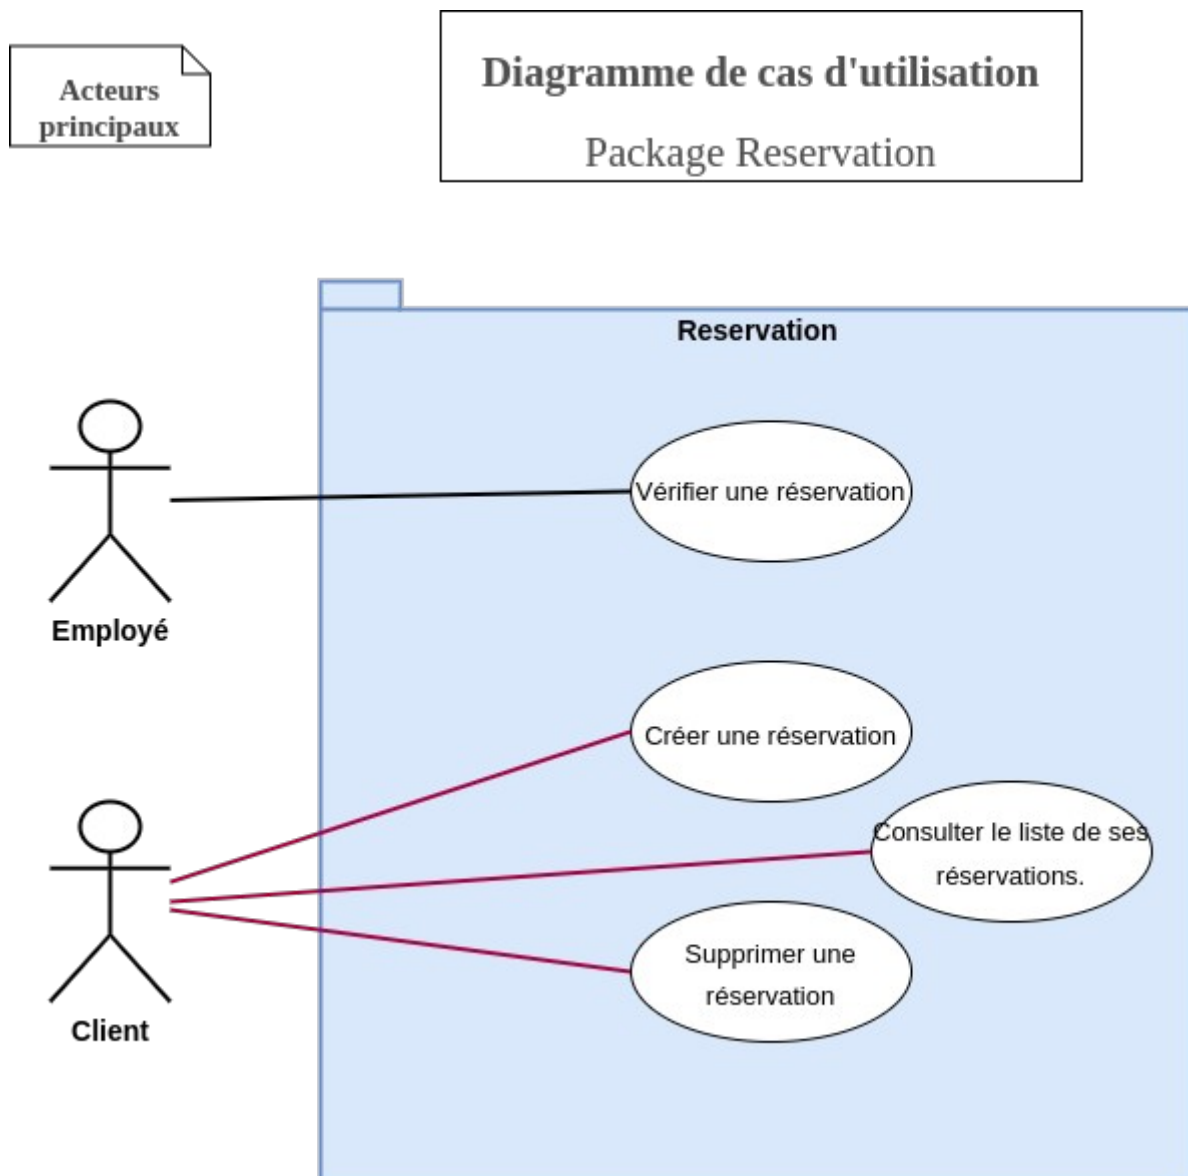 Acteurs
principaux
Diagramme de cas d'utilisation
Package Reservation
Reservation
Vérifier une réservation
Employé
Créer une réservation
Consulter le liste de ses
réservations.
Supprimer une
réservation
Client